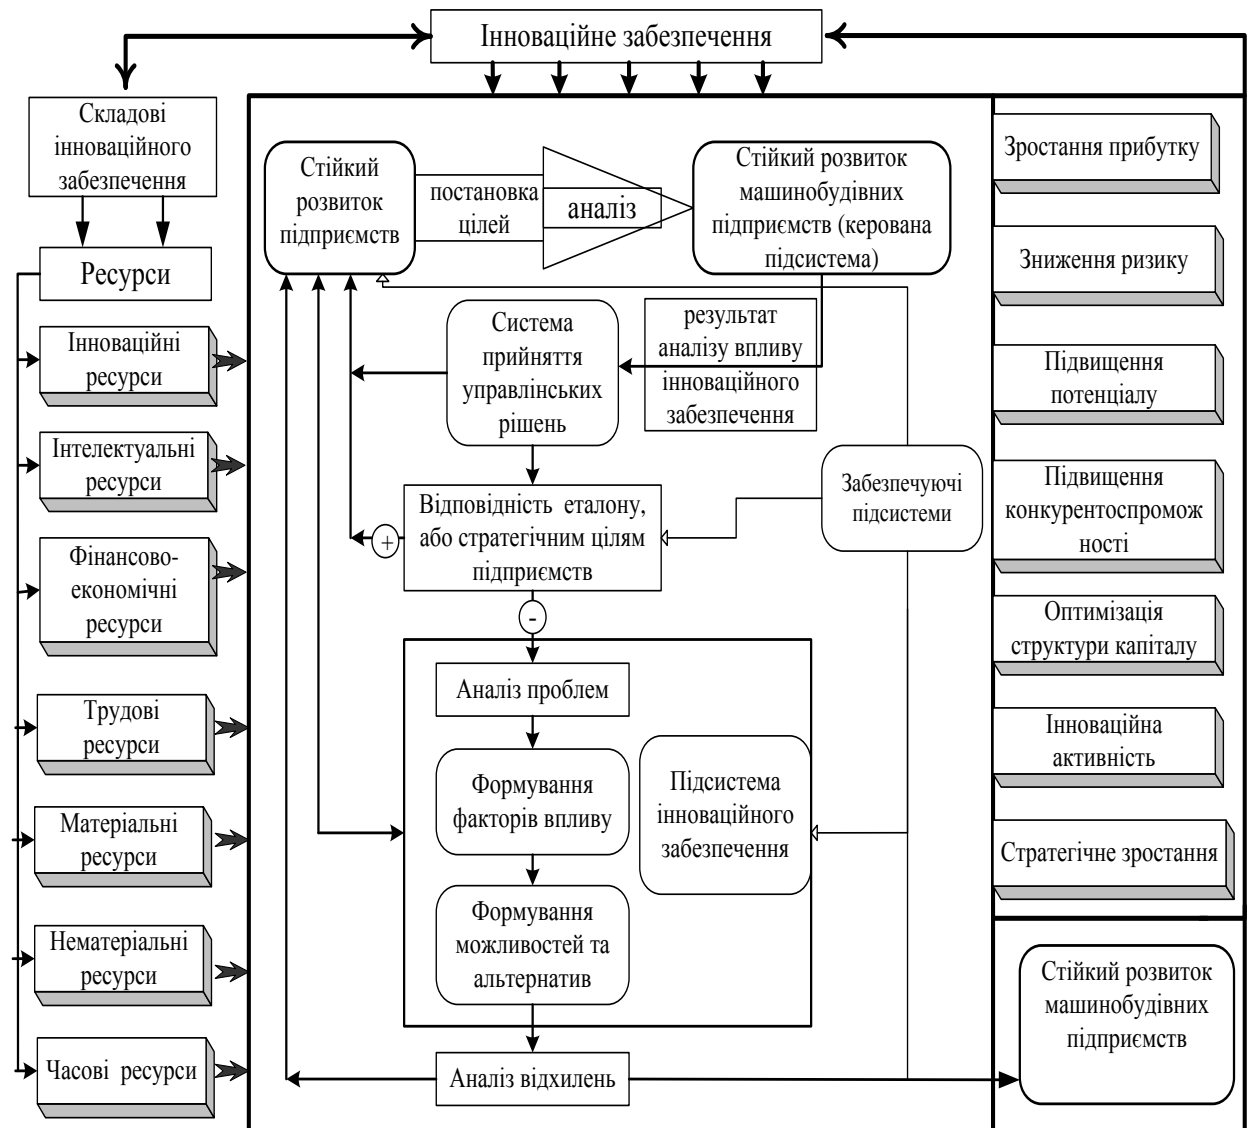 Інноваційне забезпечення
Складові
інноваційного
забезпечення
Ресурси
Інноваційні
ресурси
Інтелектуальні
ресурси
Фінансово-
економічні
ресурси
Трудові
ресурси
Матеріальні
ресурси
Нематеріальні
ресурси
Часові ресурси
Стійкий
розвиток
підприємств
постановка
цілей
аналіз
Стійкий розвиток
машинобудівних
підприємств (керована
підсистема)
Система
прийняття
управлінських
рішень
результат
аналізу впливу
інноваційного
забезпечення
Забезпечуючі
підсистеми
Відповідність еталону,
або стратегічним цілям
підприємств
+
-
Аналіз проблем
Формування
факторів впливу
Підсистема
інноваційного
забезпечення
Формування
можливостей та
альтернатив
Аналіз відхилень
Зростання прибутку
Зниження ризику
Підвищення
потенціалу
Підвищення
конкурентоспромож
ності
Оптимізація
структури капіталу
Інноваційна
активність
Стратегічне зростання
Стійкий розвиток
машинобудівних
підприємств